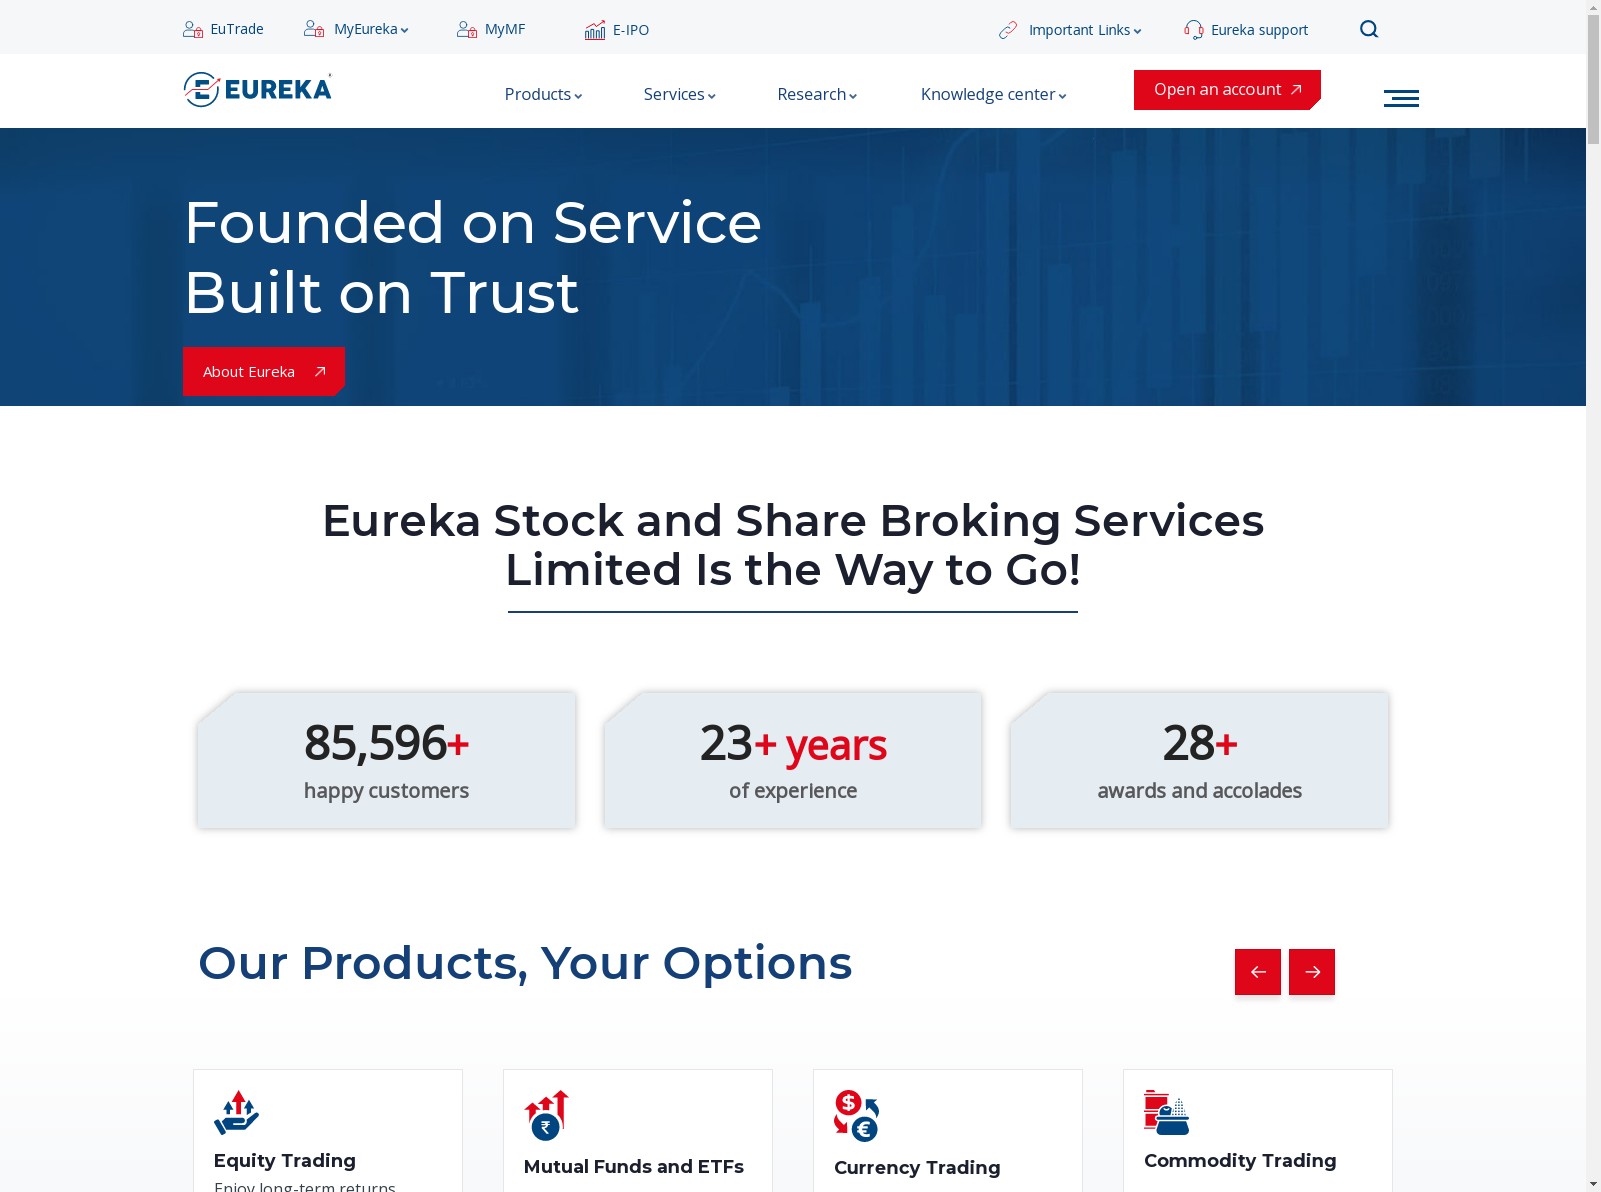 EuTrade
MyEureka
MyMF
E-IPO
Important Links
Eureka support
EUREKA
Products
Services
Research
Knowledge center
Open an account
Founded on Service
Built on Trust
About Eureka
Eureka Stock and Share Broking Services
Limited Is the Way to Go!
85,596+
happy customers
23+ years
of experience
28+
awards and accolades
Our Products, Your Options
Equity Trading
Enjoy long-term returns
Mutual Funds and ETFs
Currency Trading
Commodity Trading